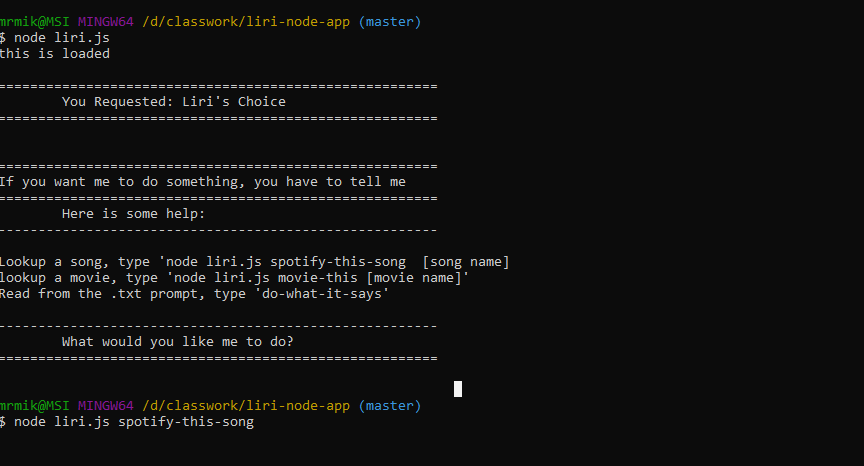 mrmik@MSI MINGW64 /d/classwork/liri-node-app (master)
$ node liri.js
this is loaded
=======================================================
You Requested: Liri's Choice
=======================================================
=======================================================
If you want me to do something, you have to tell me
=======================================================
Here is some help:
-------------------------------------------------------
Lookup a song, type 'node liri.js spotify-this-song  [song name]
lookup a movie, type 'node liri.js movie-this [movie name]'
Read from the .txt prompt, type 'do-what-it-says'
-------------------------------------------------------
What would you like me to do?
=======================================================
mrmik@MSI MINGW64 /d/classwork/liri-node-app (master)
$ node liri.js spotify-this-song